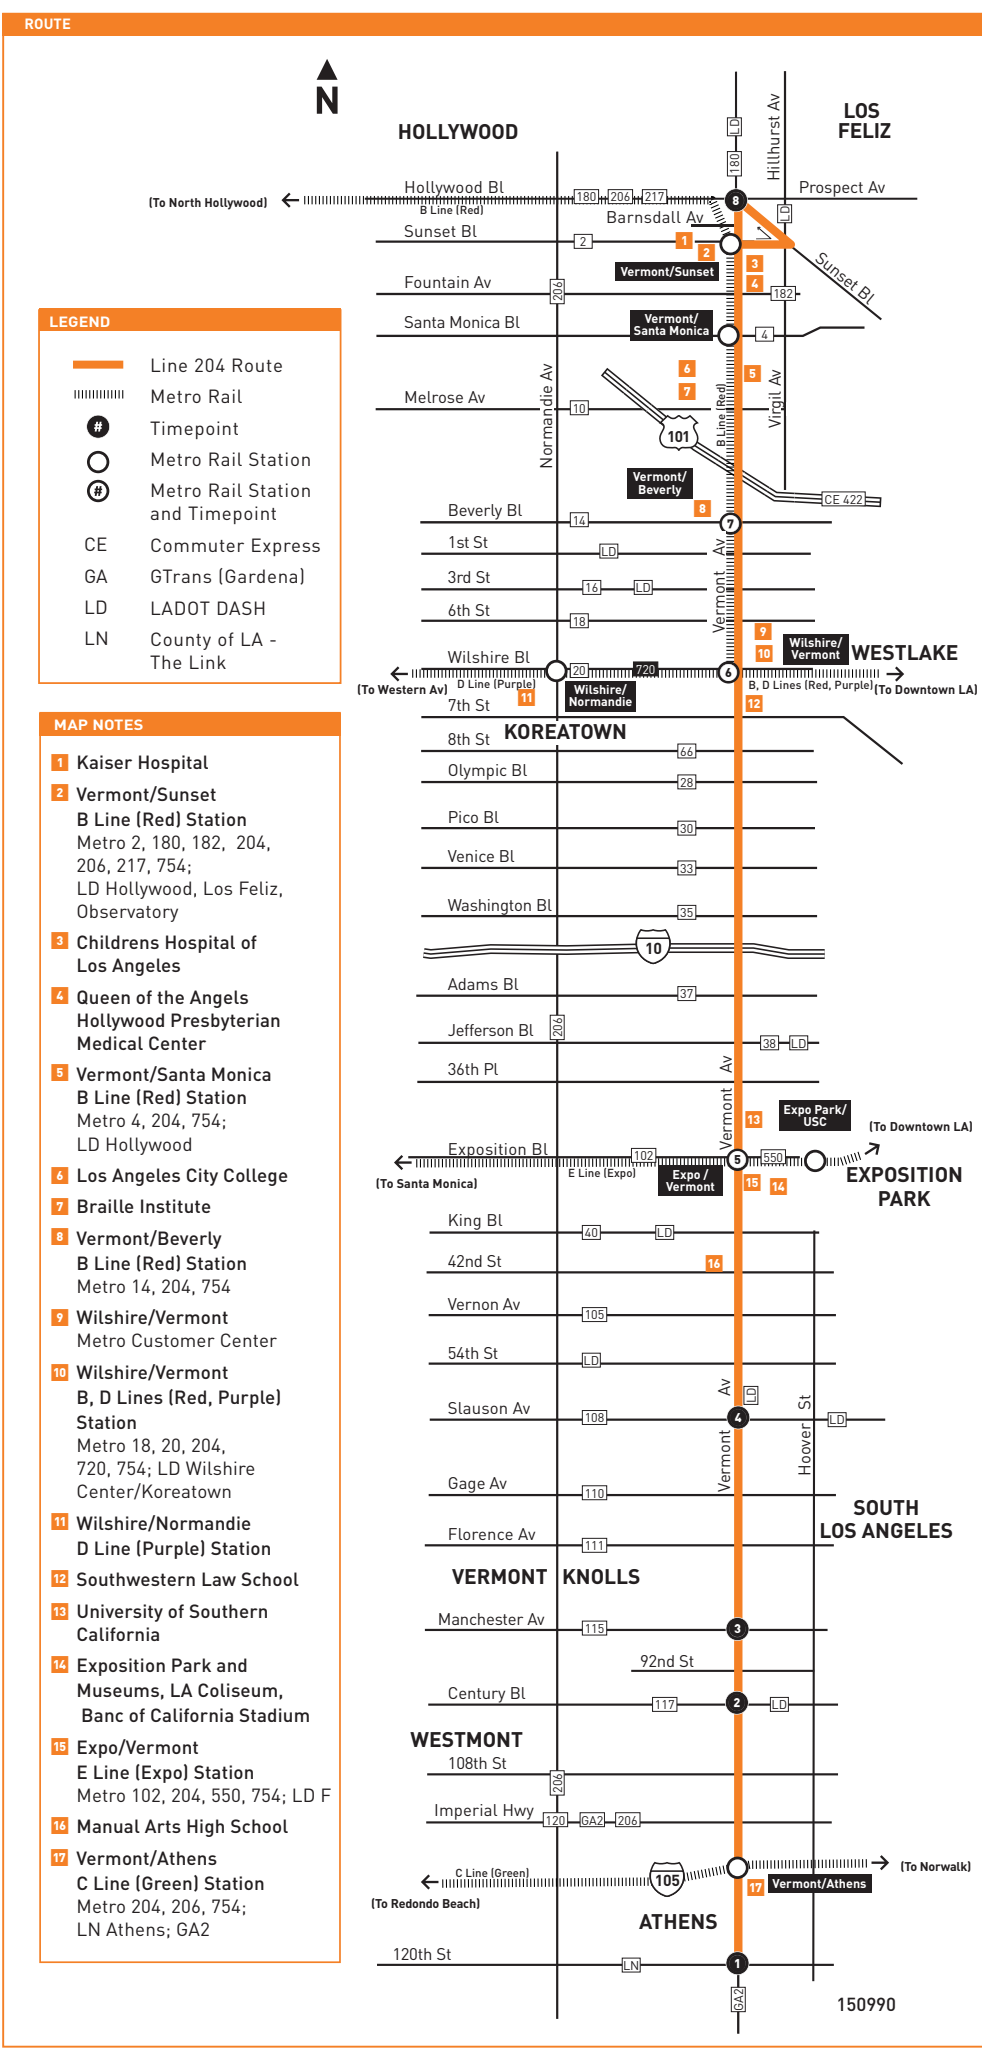 ROUTE
N
HOLLYWOOD
LOS
FELIZ
LD
180
Hillhurst Av
Hollywood Bl
180
206
217
8
Prospect Av
(To North Hollywood)
B Line (Red)
Barnsdall Av
LD
Sunset Bl
2
1
2
Vermont/Sunset
3
4
Sunset Bl
Fountain Av
206
182
Santa Monica Bl
Vermont/
Santa Monica
4
6
7
5
Normandie Av
B Line (Red)
Virgil Av
Melrose Av
10
101
Vermont/
Beverly
CE 422
8
Beverly Bl
14
7
1st St
LD
3rd St
16
LD
Vermont Av
6th St
18
9
10
Wilshire/
Vermont
WESTLAKE
Wilshire Bl
20
720
6
(To Western Av)
D Line (Purple)
11
Wilshire/
Normandie
B, D Lines (Red, Purple)
(To Downtown LA)
12
7th St
KOREATOWN
8th St
66
Olympic Bl
28
Pico Bl
30
Venice Bl
33
Washington Bl
35
10
Adams Bl
37
Jefferson Bl
206
38
LD
36th Pl
Vermont Av
13
Expo Park/
USC
(To Downtown LA)
Exposition Bl
102
5
550
(To Santa Monica)
E Line (Expo)
Expo /
Vermont
15
14
EXPOSITION
PARK
King Bl
40
LD
42nd St
16
Vernon Av
105
54th St
LD
Vermont Av
LD
Hoover St
Slauson Av
108
4
LD
Gage Av
110
SOUTH
LOS ANGELES
Florence Av
111
VERMONT KNOLLS
Manchester Av
115
3
92nd St
Century Bl
117
2
LD
WESTMONT
108th St
206
Imperial Hwy
120
GA2
206
C Line (Green)
105
(To Norwalk)
(To Redondo Beach)
17
Vermont/Athens
ATHENS
120th St
LN
1
GA2
150990
LEGEND
Line 204 Route
Metro Rail
# Timepoint
Metro Rail Station
# Metro Rail Station
and Timepoint
CE Commuter Express
GA GTrans (Gardena)
LD LADOT DASH
LN County of LA -
The Link
MAP NOTES
1 Kaiser Hospital
2 Vermont/Sunset
B Line (Red) Station
Metro 2, 180, 182, 204,
206, 217, 754;
LD Hollywood, Los Feliz,
Observatory
3 Childrens Hospital of
Los Angeles
4 Queen of the Angels
Hollywood Presbyterian
Medical Center
5 Vermont/Santa Monica
B Line (Red) Station
Metro 4, 204, 754;
LD Hollywood
6 Los Angeles City College
7 Braille Institute
8 Vermont/Beverly
B Line (Red) Station
Metro 14, 204, 754
9 Wilshire/Vermont
Metro Customer Center
10 Wilshire/Vermont
B, D Lines (Red, Purple)
Station
Metro 18, 20, 204,
720, 754; LD Wilshire
Center/Koreatown
11 Wilshire/Normandie
D Line (Purple) Station
12 Southwestern Law School
13 University of Southern
California
14 Exposition Park and
Museums, LA Coliseum,
Banc of California Stadium
15 Expo/Vermont
E Line (Expo) Station
Metro 102, 204, 550, 754; LD F
16 Manual Arts High School
17 Vermont/Athens
C Line (Green) Station
Metro 204, 206, 754;
LN Athens; GA2